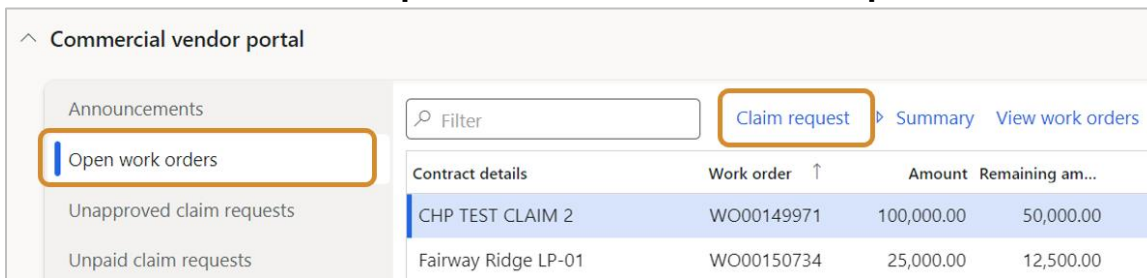 Commercial vendor portal
Announcements
Open work orders
Unapproved claim requests
Unpaid claim requests
Filter
Claim request Summary View work orders
Contract details Work order ↑ Amount Remaining am...
CHP TEST CLAIM 2 WO00149971 100,000.00 50,000.00
Fairway Ridge LP-01 WO00150734 25,000.00 12,500.00